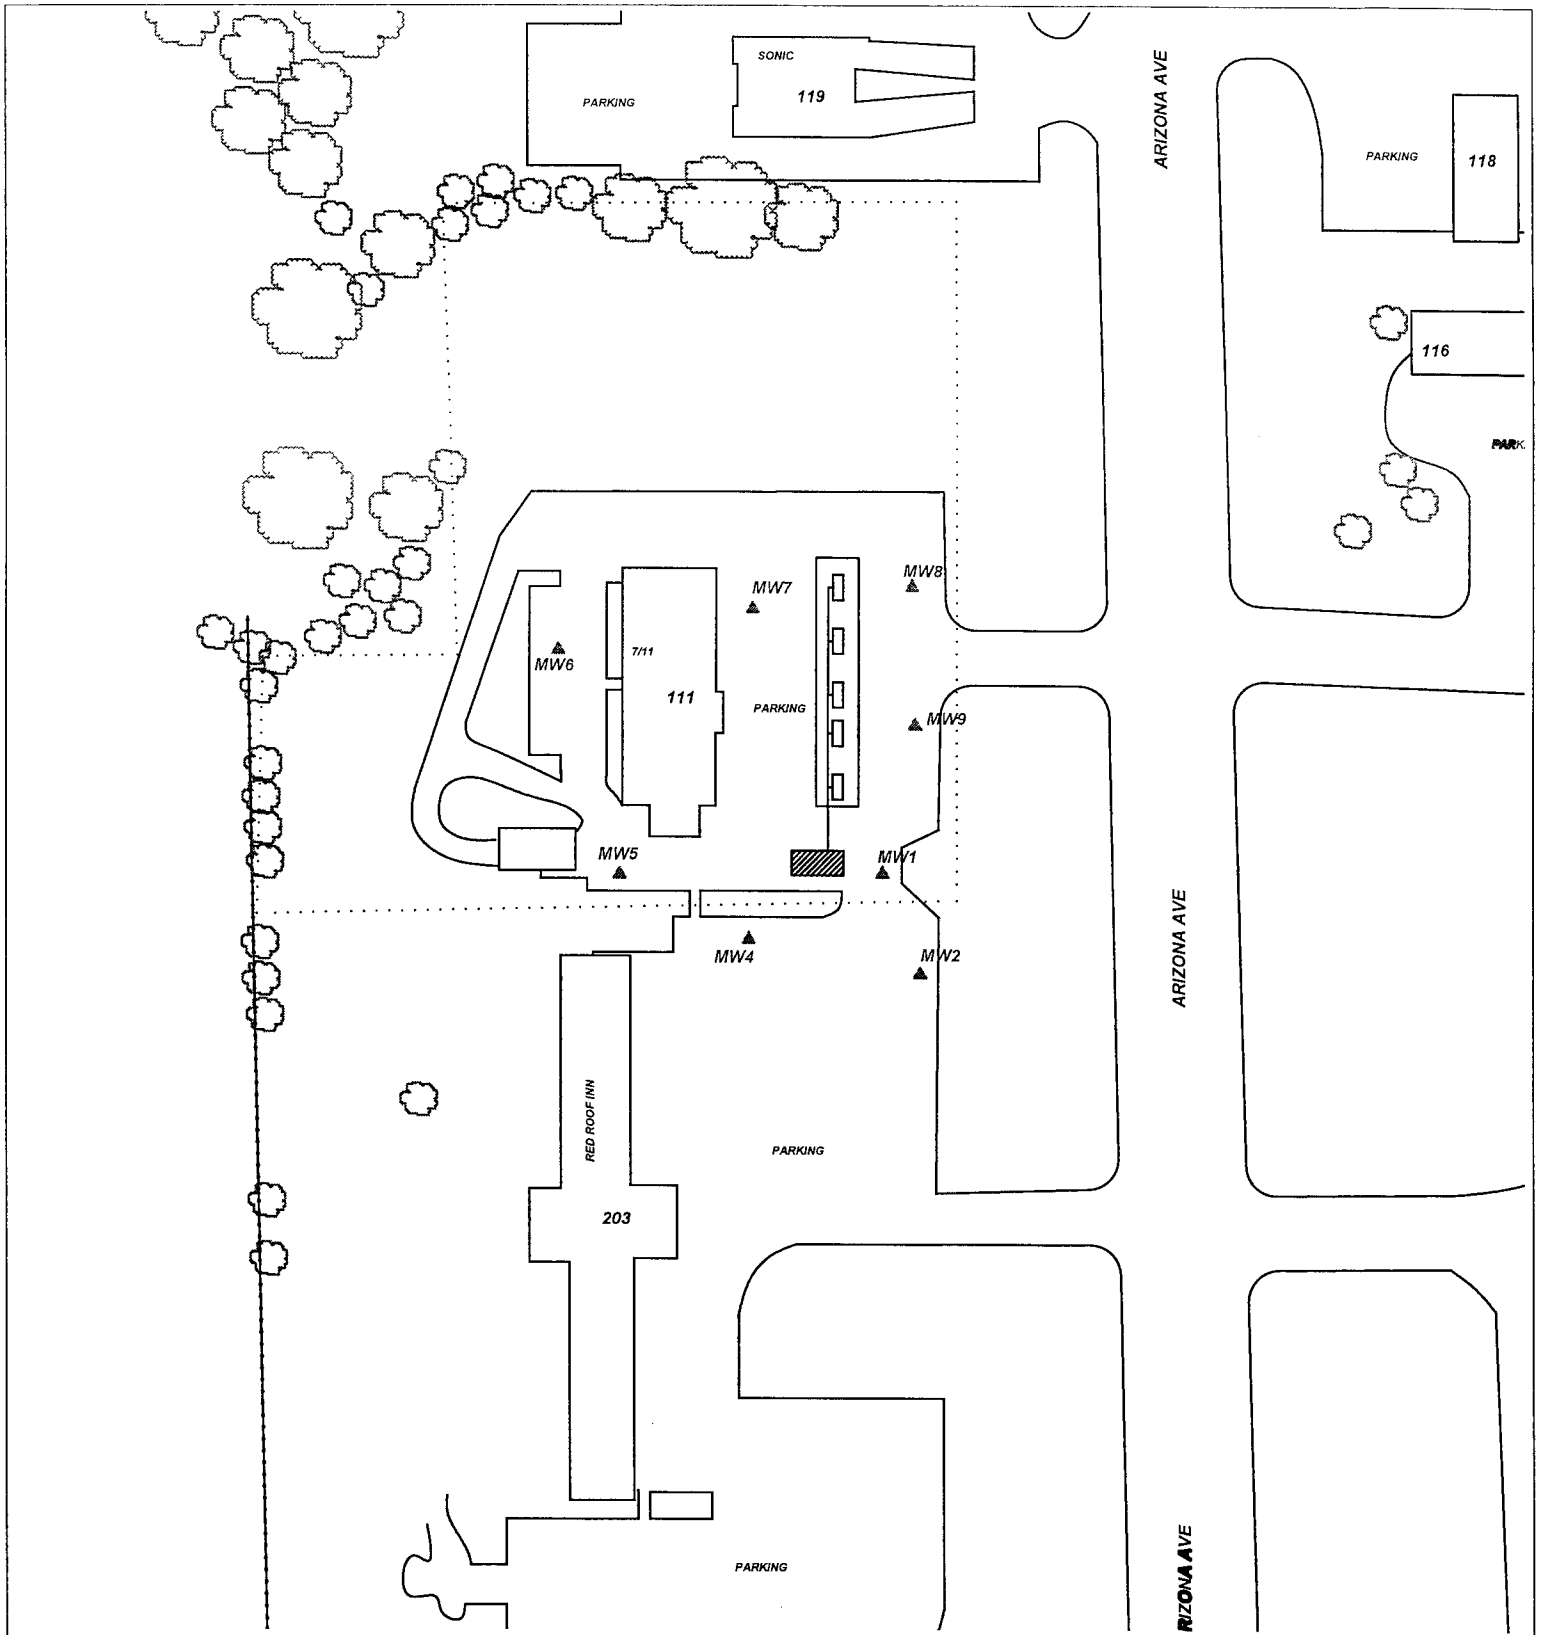 SONIC
119
PARKING
ARIZONA AVE
PARKING
118
116
PARK
MW7
MW8
MW6
7/11
111
PARKING
MW9
MW5
MW1
MW4
MW2
ARIZONA AVE
RED ROOF INN
PARKING
203
PARKING
RIZONA AVE